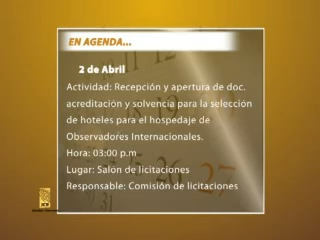 EN AGENDA...
2 de Abril
Actividad: Recepción y apertura de doc.
acreditación y solvencia para la selección
de hoteles para el hospedaje de
Observadores Internacionales.
Hora: 03:00 p.m
Lugar: Salon de licitaciones
Responsable: Comisión de licitaciones